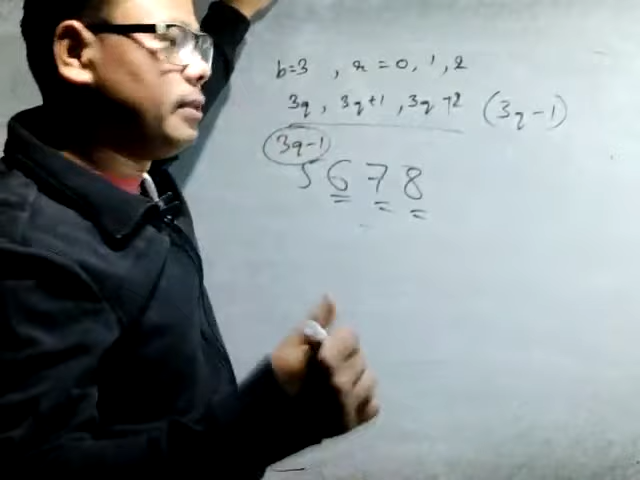 b=3 , r = 0, 1, 2
3q, 3q+1, 3q+2 (3q-1)
3q-1
5 6 7 8